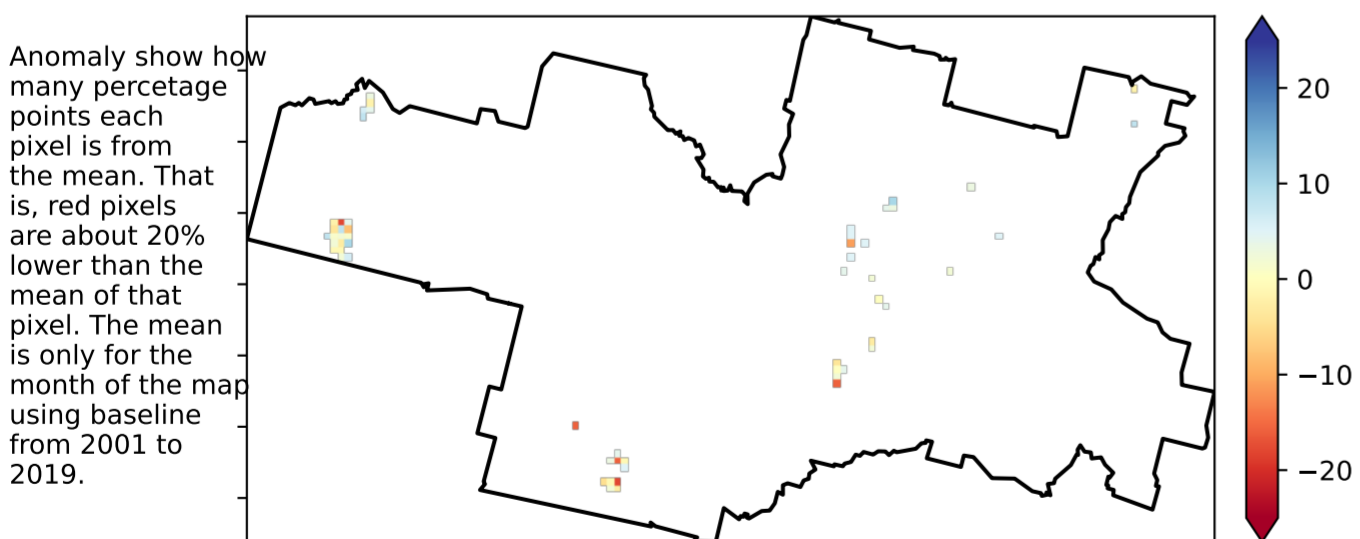 Anomaly show how
many percetage
points each
pixel is from
the mean. That
is, red pixels
are about 20%
lower than the
mean of that
pixel. The mean
is only for the
month of the map
using baseline
from 2001 to
2019.
20
10
0
−10
−20